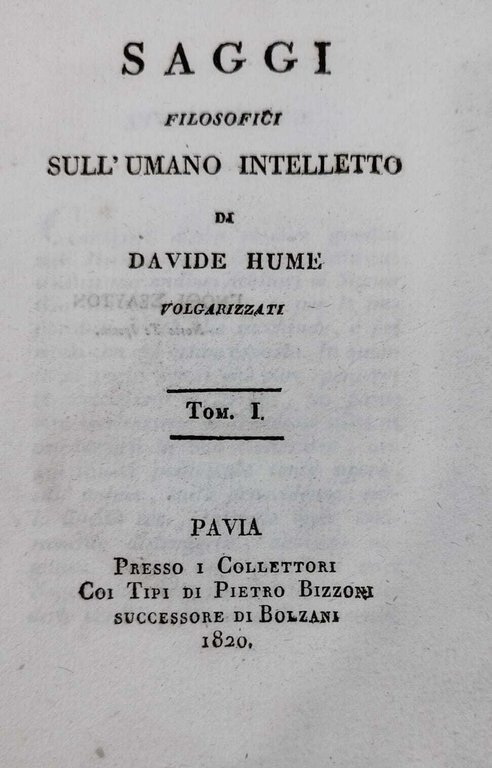 SAGGI
FILOSOFICI
SULL' UMANO INTELLETTO
DI
DAVIDE HUME
VOLGARIZZATI
TOM. I.
PAVIA
PRESSO I COLLETTORI
COI TIPI DI PIETRO BIZZONI
SUCCESSORE DI BOLZANI
1820.